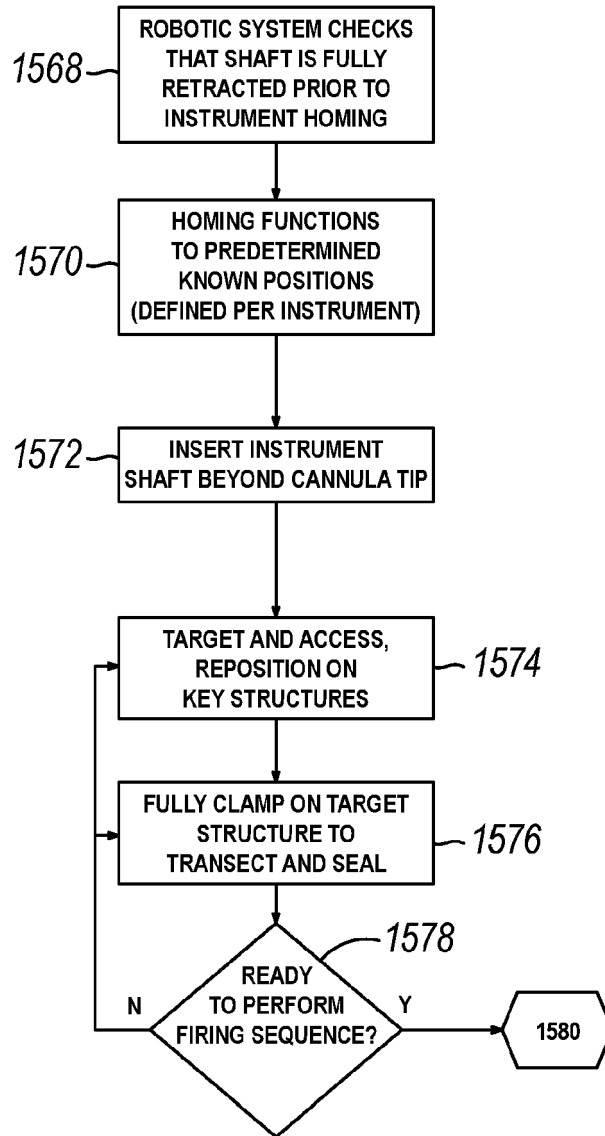 1568
ROBOTIC SYSTEM CHECKS
THAT SHAFT IS FULLY
RETRACTED PRIOR TO
INSTRUMENT HOMING
1570
HOMING FUNCTIONS
TO PREDETERMINED
KNOWN POSITIONS
(DEFINED PER INSTRUMENT)
1572
INSERT INSTRUMENT
SHAFT BEYOND CANNULA TIP
TARGET AND ACCESS,
REPOSITION ON
KEY STRUCTURES
1574
FULLY CLAMP ON TARGET
STRUCTURE TO
TRANSECT AND SEAL
1576
1578
READY
TO PERFORM
FIRING SEQUENCE?
N
Y
1580